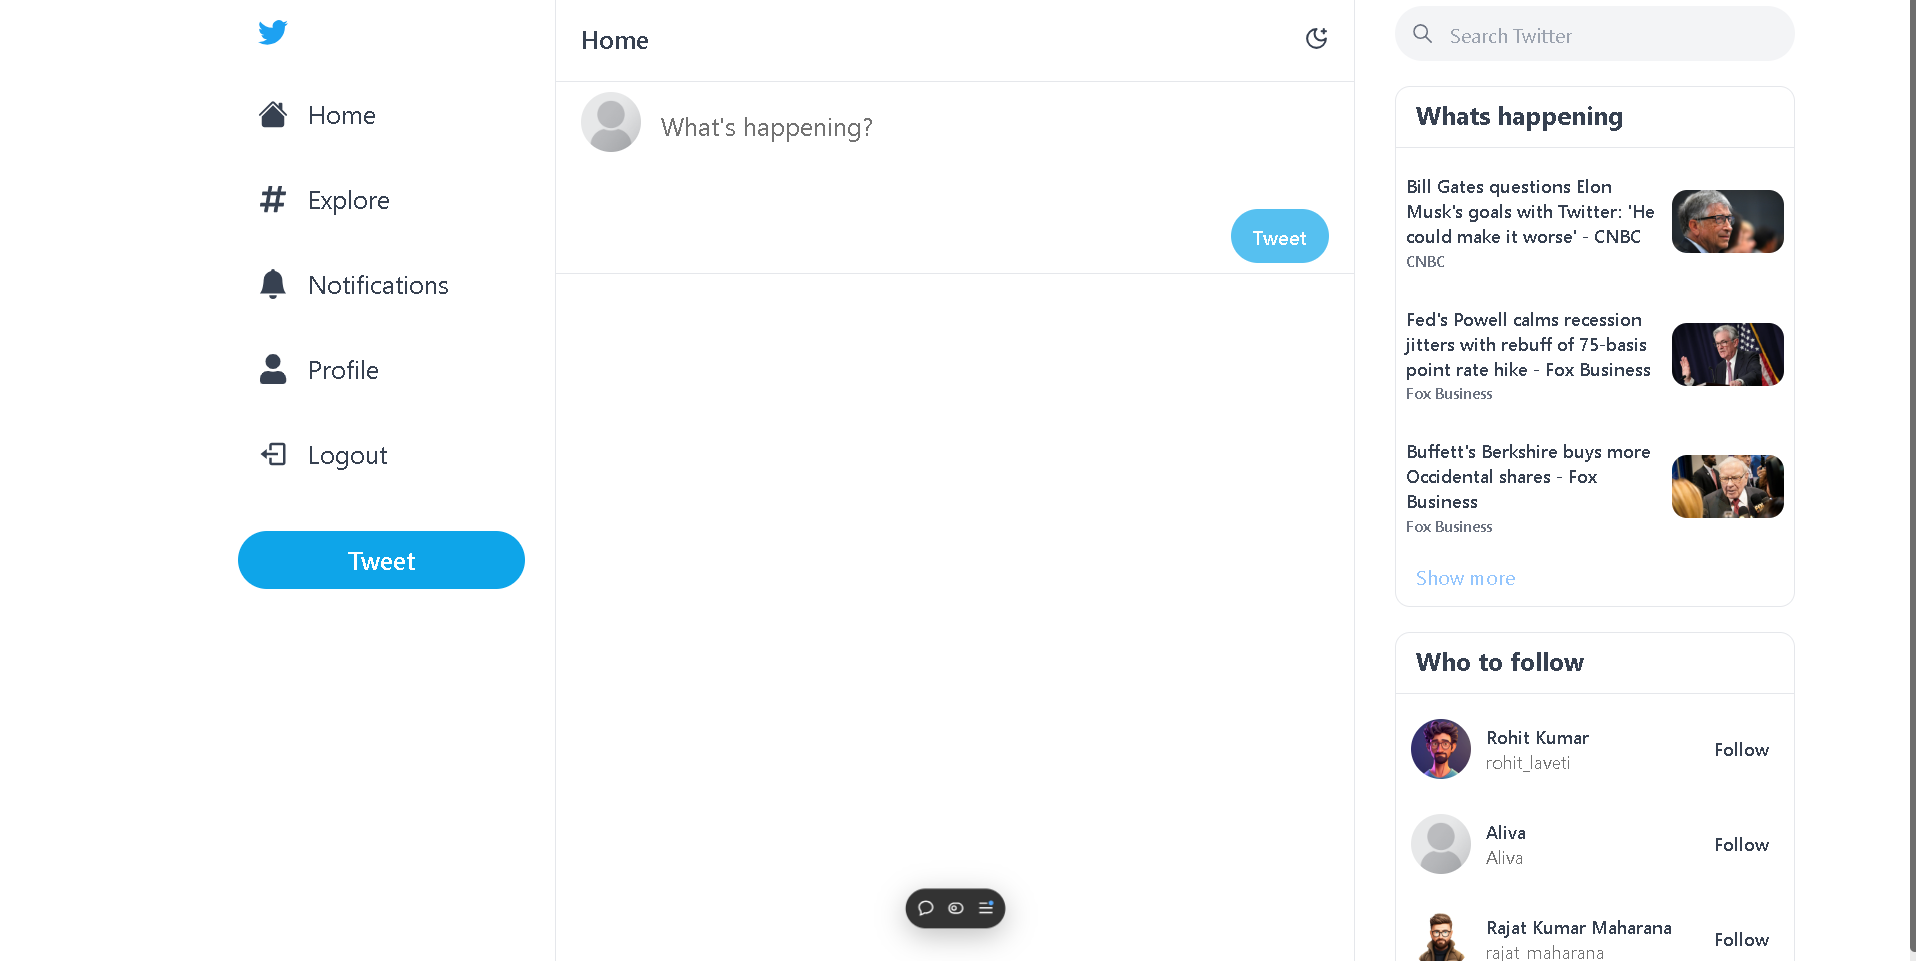 Home
Explore
Notifications
Profile
Logout
Tweet
Home
What's happening?
Tweet
Search Twitter
Whats happening
Bill Gates questions Elon
Musk's goals with Twitter: 'He
could make it worse' - CNBC
CNBC
Fed's Powell calms recession
jitters with rebuff of 75-basis
point rate hike - Fox Business
Fox Business
Buffett's Berkshire buys more
Occidental shares - Fox
Business
Fox Business
Show more
Who to follow
Rohit Kumar
rohit_laveti
Follow
Aliva
Aliva
Follow
Rajat Kumar Maharana
rajat_maharana
Follow